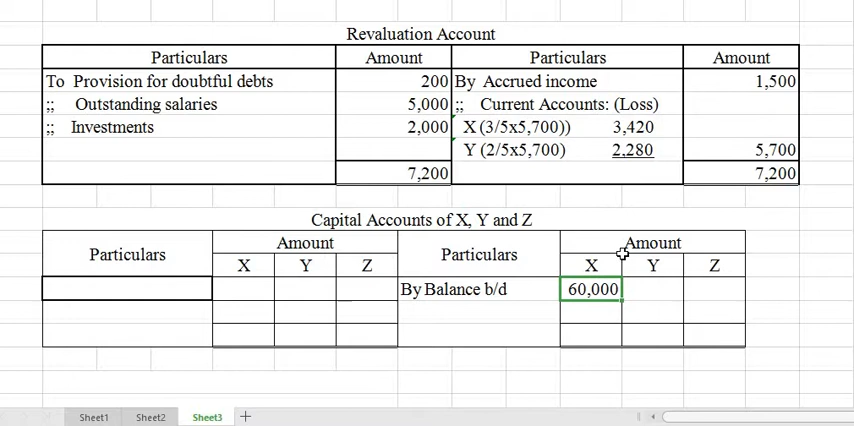 Revaluation Account
Particulars Amount Particulars Amount
To Provision for doubtful debts 200 By Accrued income 1,500
;; Outstanding salaries 5,000 ;; Current Accounts: (Loss)
;; Investments 2,000 X (3/5x5,700)) 3,420
Y (2/5x5,700) 2,280 5,700
7,200 7,200
Capital Accounts of X, Y and Z
Particulars Amount Particulars Amount
X Y Z X Y Z
By Balance b/d 60,000
Sheet1 Sheet2 Sheet3